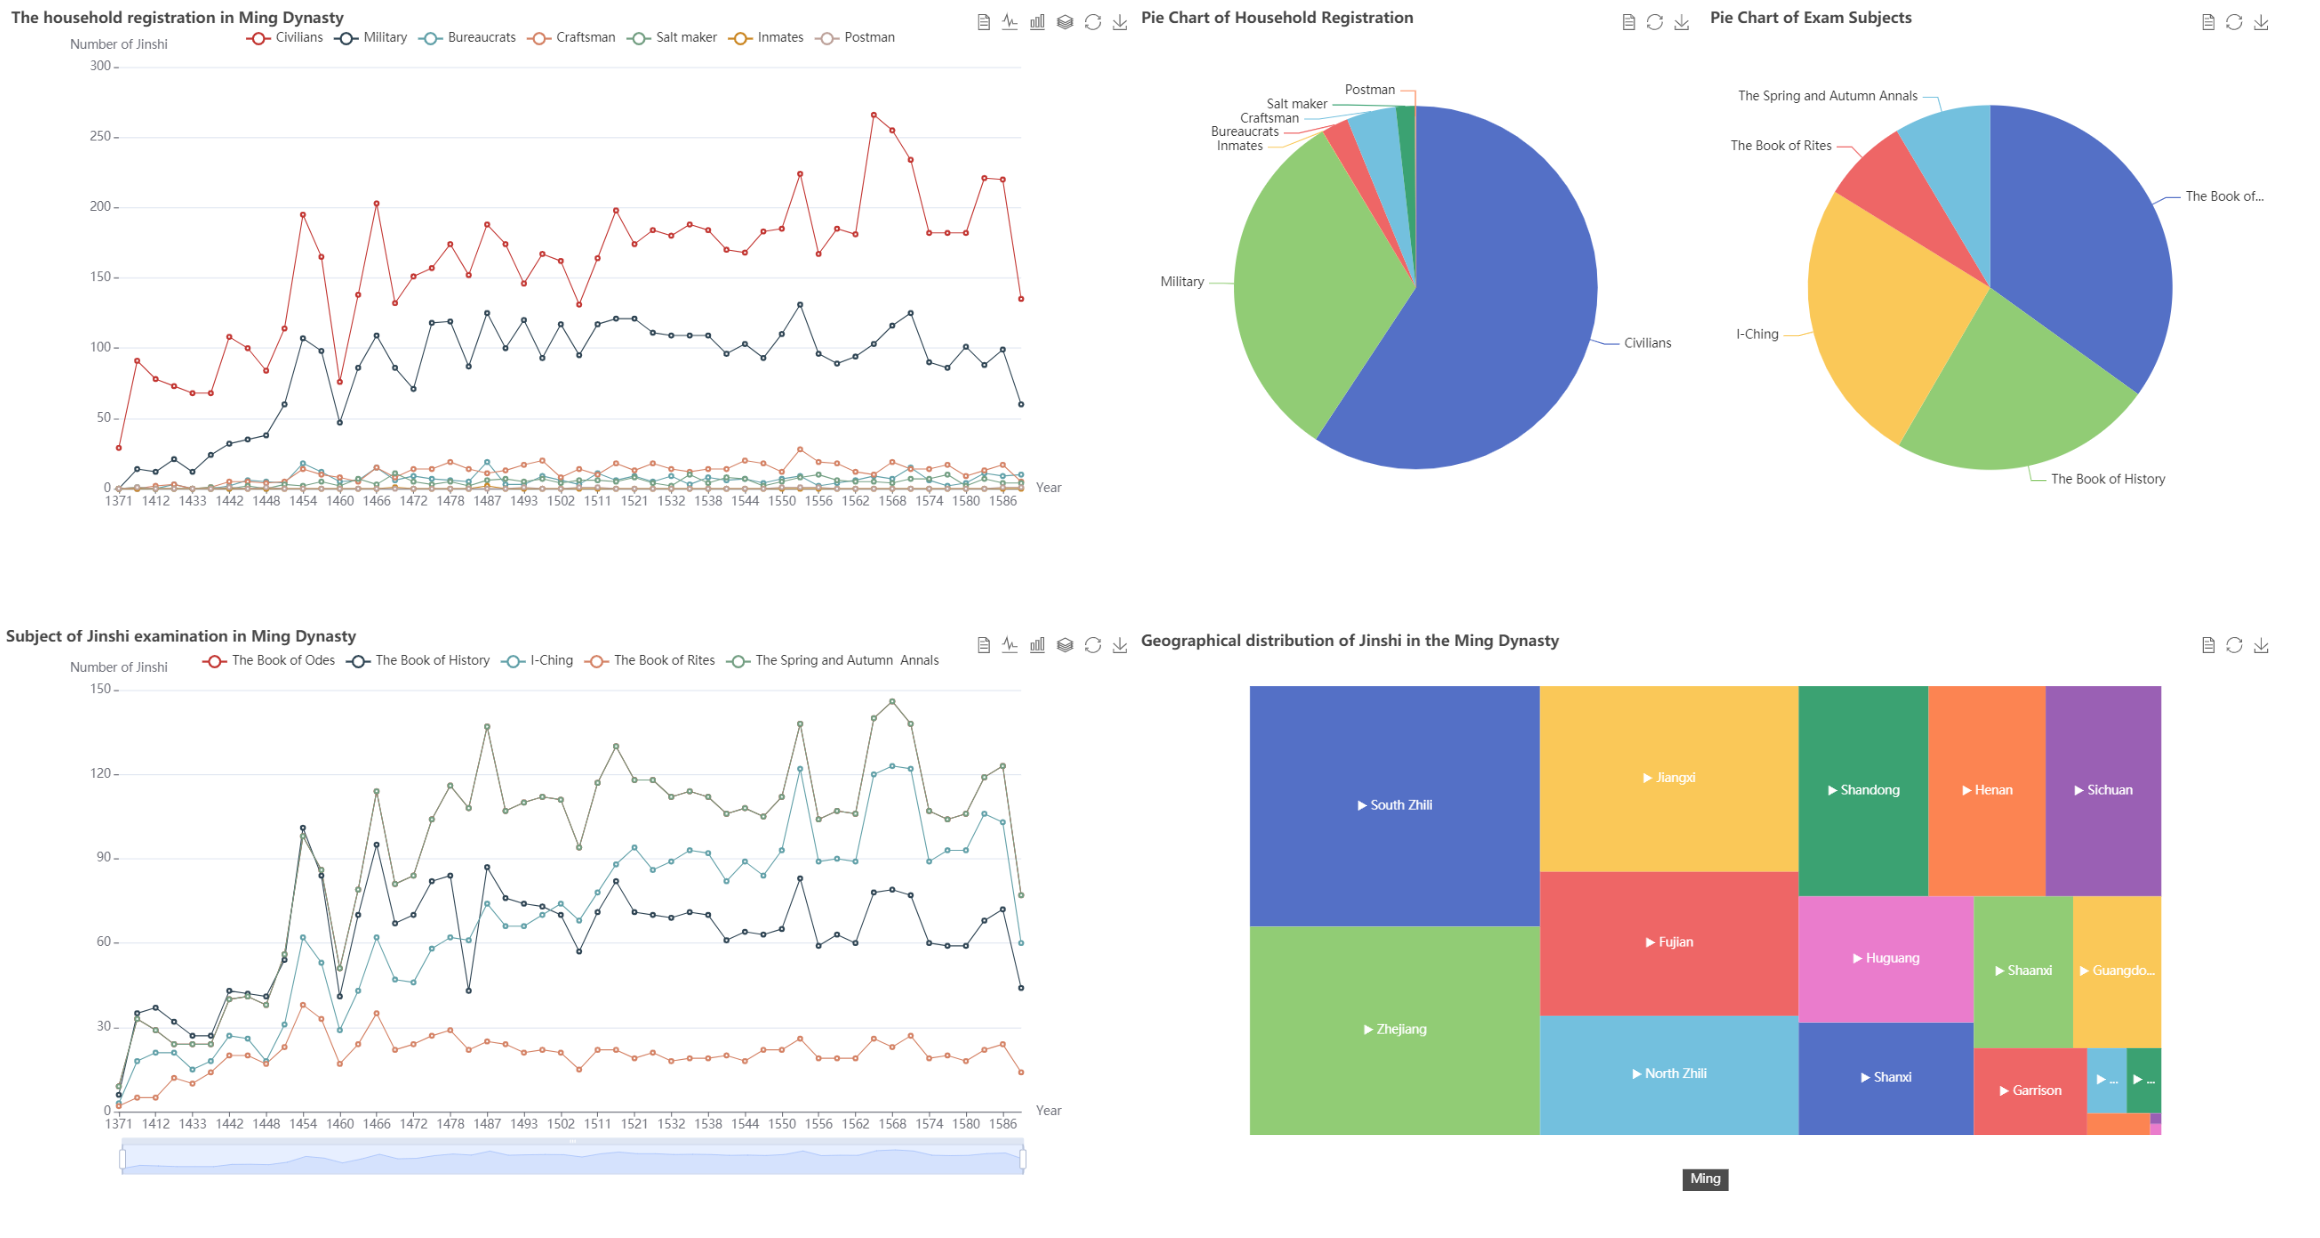 The household registration in Ming Dynasty
Number of Jinshi
Civilians Military Bureaucrats Craftsman Salt maker Inmates Postman
300
250
200
150
100
50
0
Year
1371 1412 1433 1442 1448 1454 1460 1466 1472 1478 1487 1493 1502 1511 1521 1532 1538 1544 1550 1556 1562 1568 1574 1580 1586
Pie Chart of Household Registration
Postman
Salt maker
Craftsman
Bureaucrats
Inmates
Military
Civilians
Pie Chart of Exam Subjects
The Spring and Autumn Annals
The Book of Rites
The Book of...
I-Ching
The Book of History
Subject of Jinshi examination in Ming Dynasty
Number of Jinshi
The Book of Odes The Book of History I-Ching The Book of Rites The Spring and Autumn Annals
150
120
90
60
30
0
Year
1371 1412 1433 1442 1448 1454 1460 1466 1472 1478 1487 1493 1502 1511 1521 1532 1538 1544 1550 1556 1562 1568 1574 1580 1586
Geographical distribution of Jinshi in the Ming Dynasty
▶ South Zhili
▶ Zhejiang
▶ Jiangxi
▶ Fujian
▶ North Zhili
▶ Shandong
▶ Henan
▶ Sichuan
▶ Huguang
▶ Shanxi
▶ Shaanxi
▶ Guangdo...
▶ Garrison
▶ ...
▶ ...
Ming